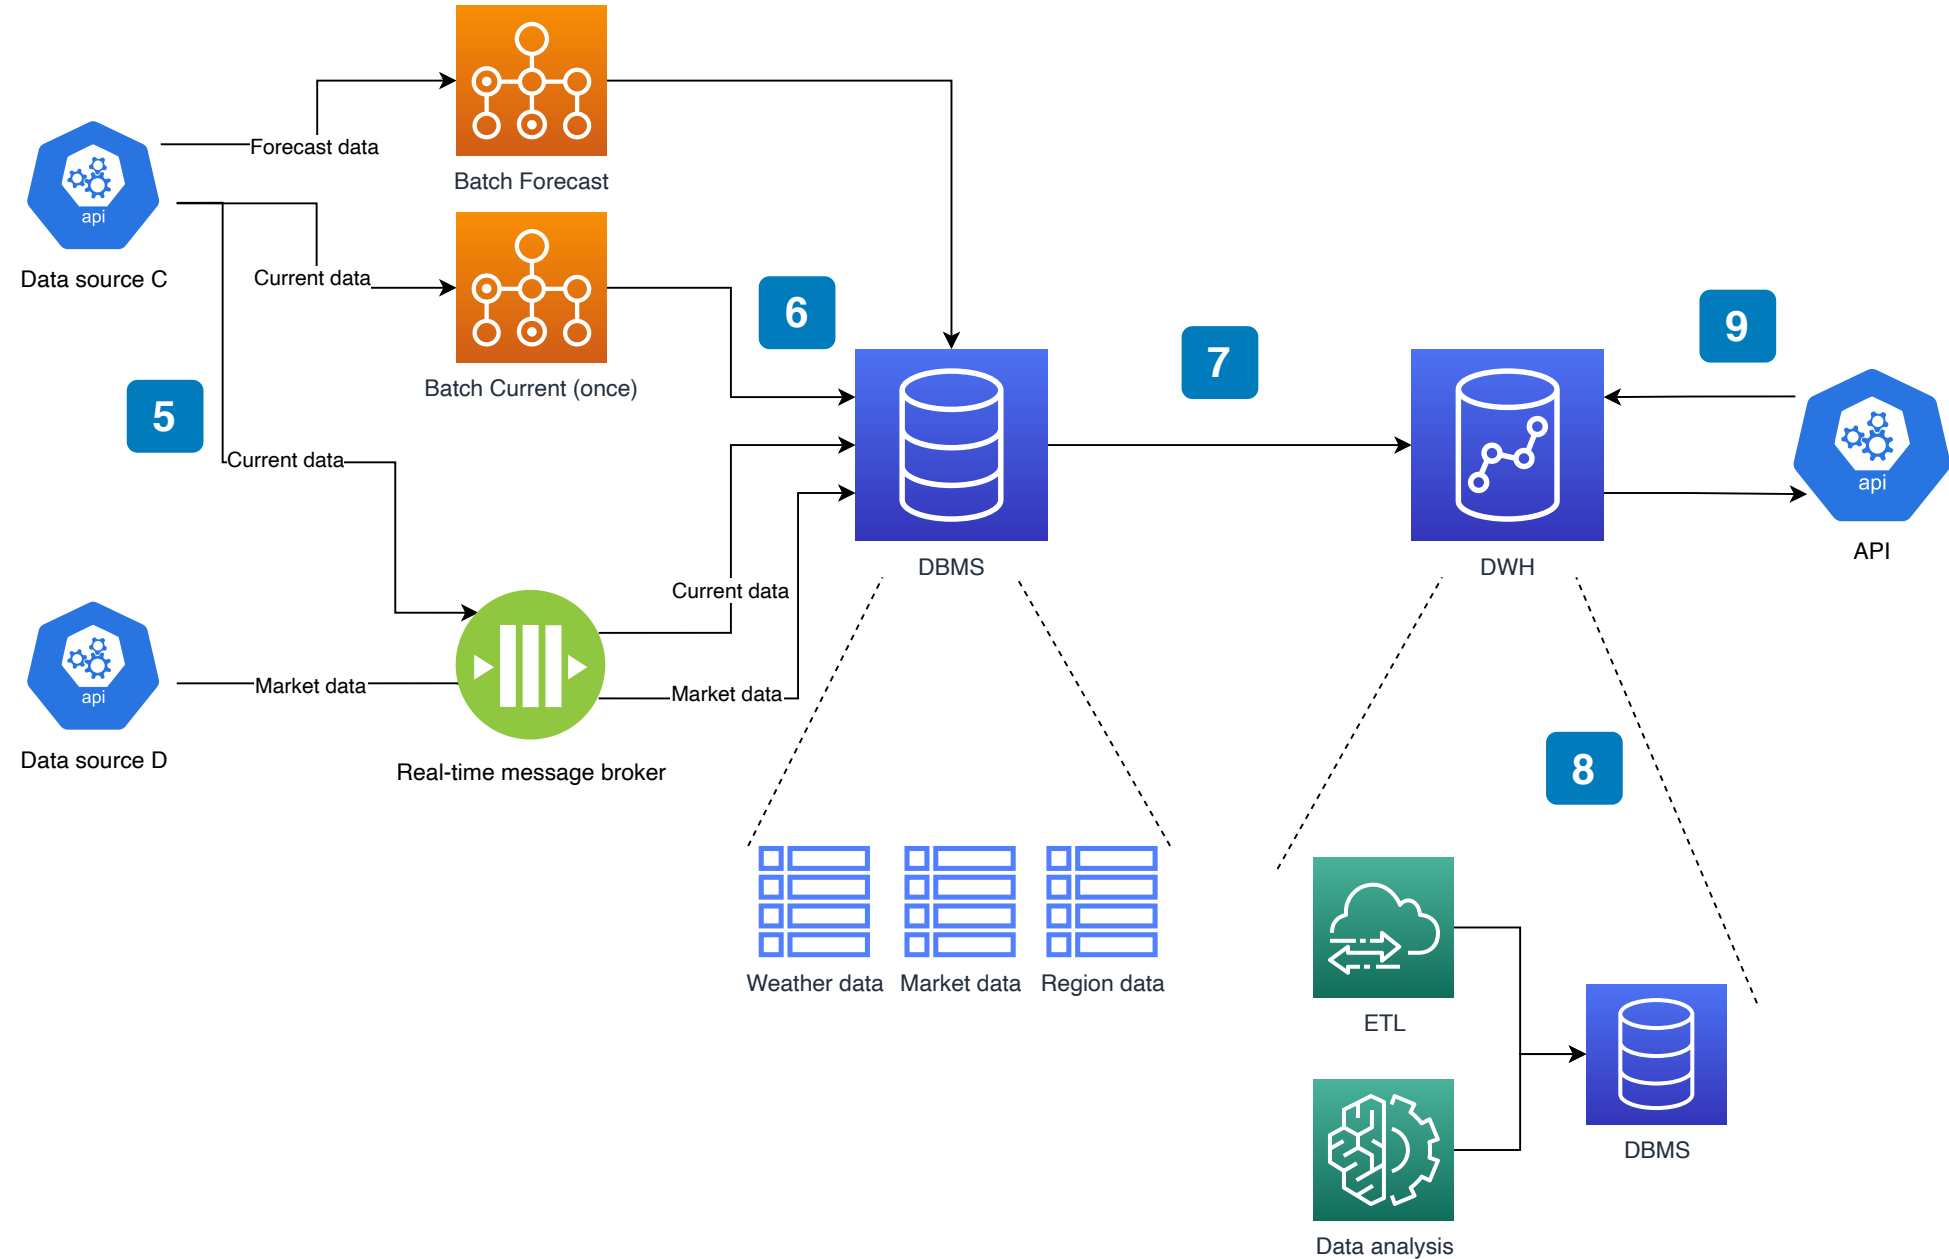 Forecast data
Batch Forecast
api
Data source C
Current data
Batch Current (once)
6
9
7
5
Current data
api
DBMS
DWH
API
Current data
api
Market data
Market data
Data source D
Real-time message broker
8
Weather data
Market data
Region data
ETL
DBMS
Data analysis